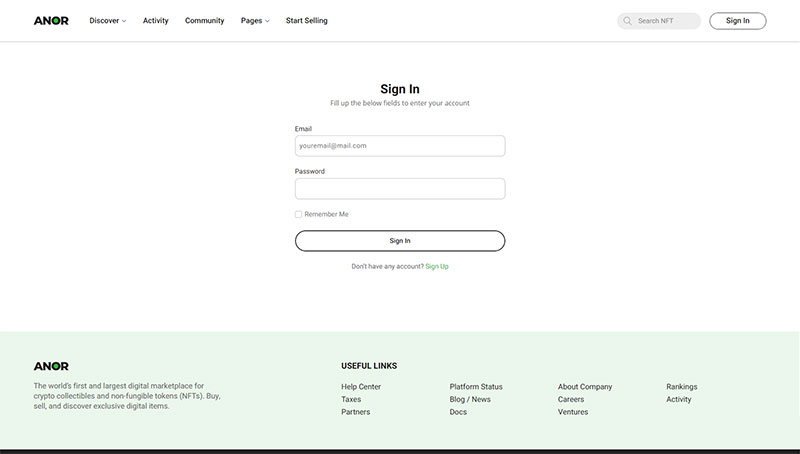 ANOR Discover Activity Community Pages Start Selling Search NFT Sign In
Sign In
Fill up the below fields to enter your account
Email
youremail@mail.com
Password
Remember Me
Sign In
Don't have any account? Sign Up
ANOR
The world's first and largest digital marketplace for
crypto collectibles and non-fungible tokens (NFTs). Buy,
sell, and discover exclusive digital items.
USEFUL LINKS
Help Center Platform Status About Company Rankings
Taxes Blog / News Careers Activity
Partners Docs Ventures